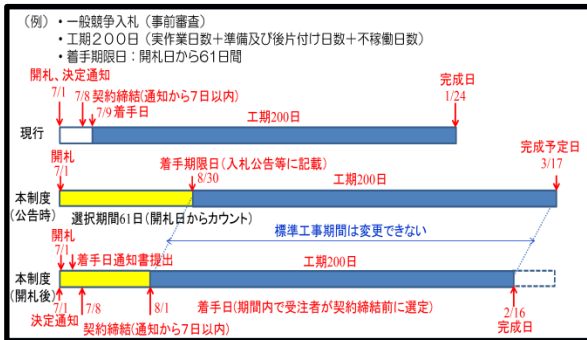 (例) ・一般競争入札(事前審査)
・工期200日(実作業日数+準備及び後片付け日数+不稼働日数)
・着手期限日:開札日から61日間
開札、決定通知
7/1
7/8 契約締結(通知から7日以内)
7/9 着手日
完成日
1/24
現行
工期200日
開札
7/1
着手期限日(入札公告等に記載)
8/30
完成予定日
3/17
本制度
(公告時)
工期200日
選択期間61日(開札日からカウント)
標準工事期間は変更できない
開札
7/1
着手日通知書提出
本制度
(開札後)
工期200日
7/1
決定通知
7/8
契約締結(通知から7日以内)
8/1
着手日(期間内で受注者が契約締結前に選定)
2/16
完成日